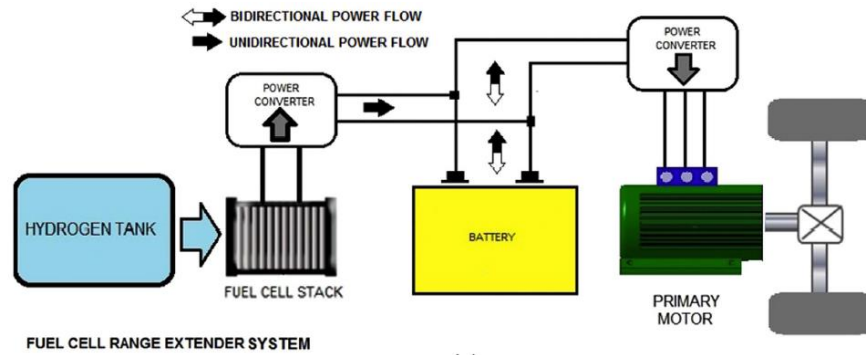 BIDIRECTIONAL POWER FLOW
UNIDIRECTIONAL POWER FLOW
POWER
CONVERTER
POWER
CONVERTER
HYDROGEN TANK
BATTERY
FUEL CELL STACK
PRIMARY
MOTOR
FUEL CELL RANGE EXTENDER SYSTEM